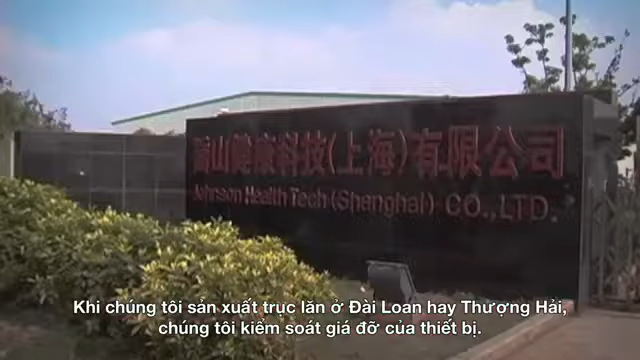 喬山健康科技(上海)有限公司
Johnson Health Tech (Shanghai) CO.,LTD.
Khi chúng tôi sản xuất trục lăn ở Đài Loan hay Thượng Hải,
chúng tôi kiểm soát giá đỡ của thiết bị.